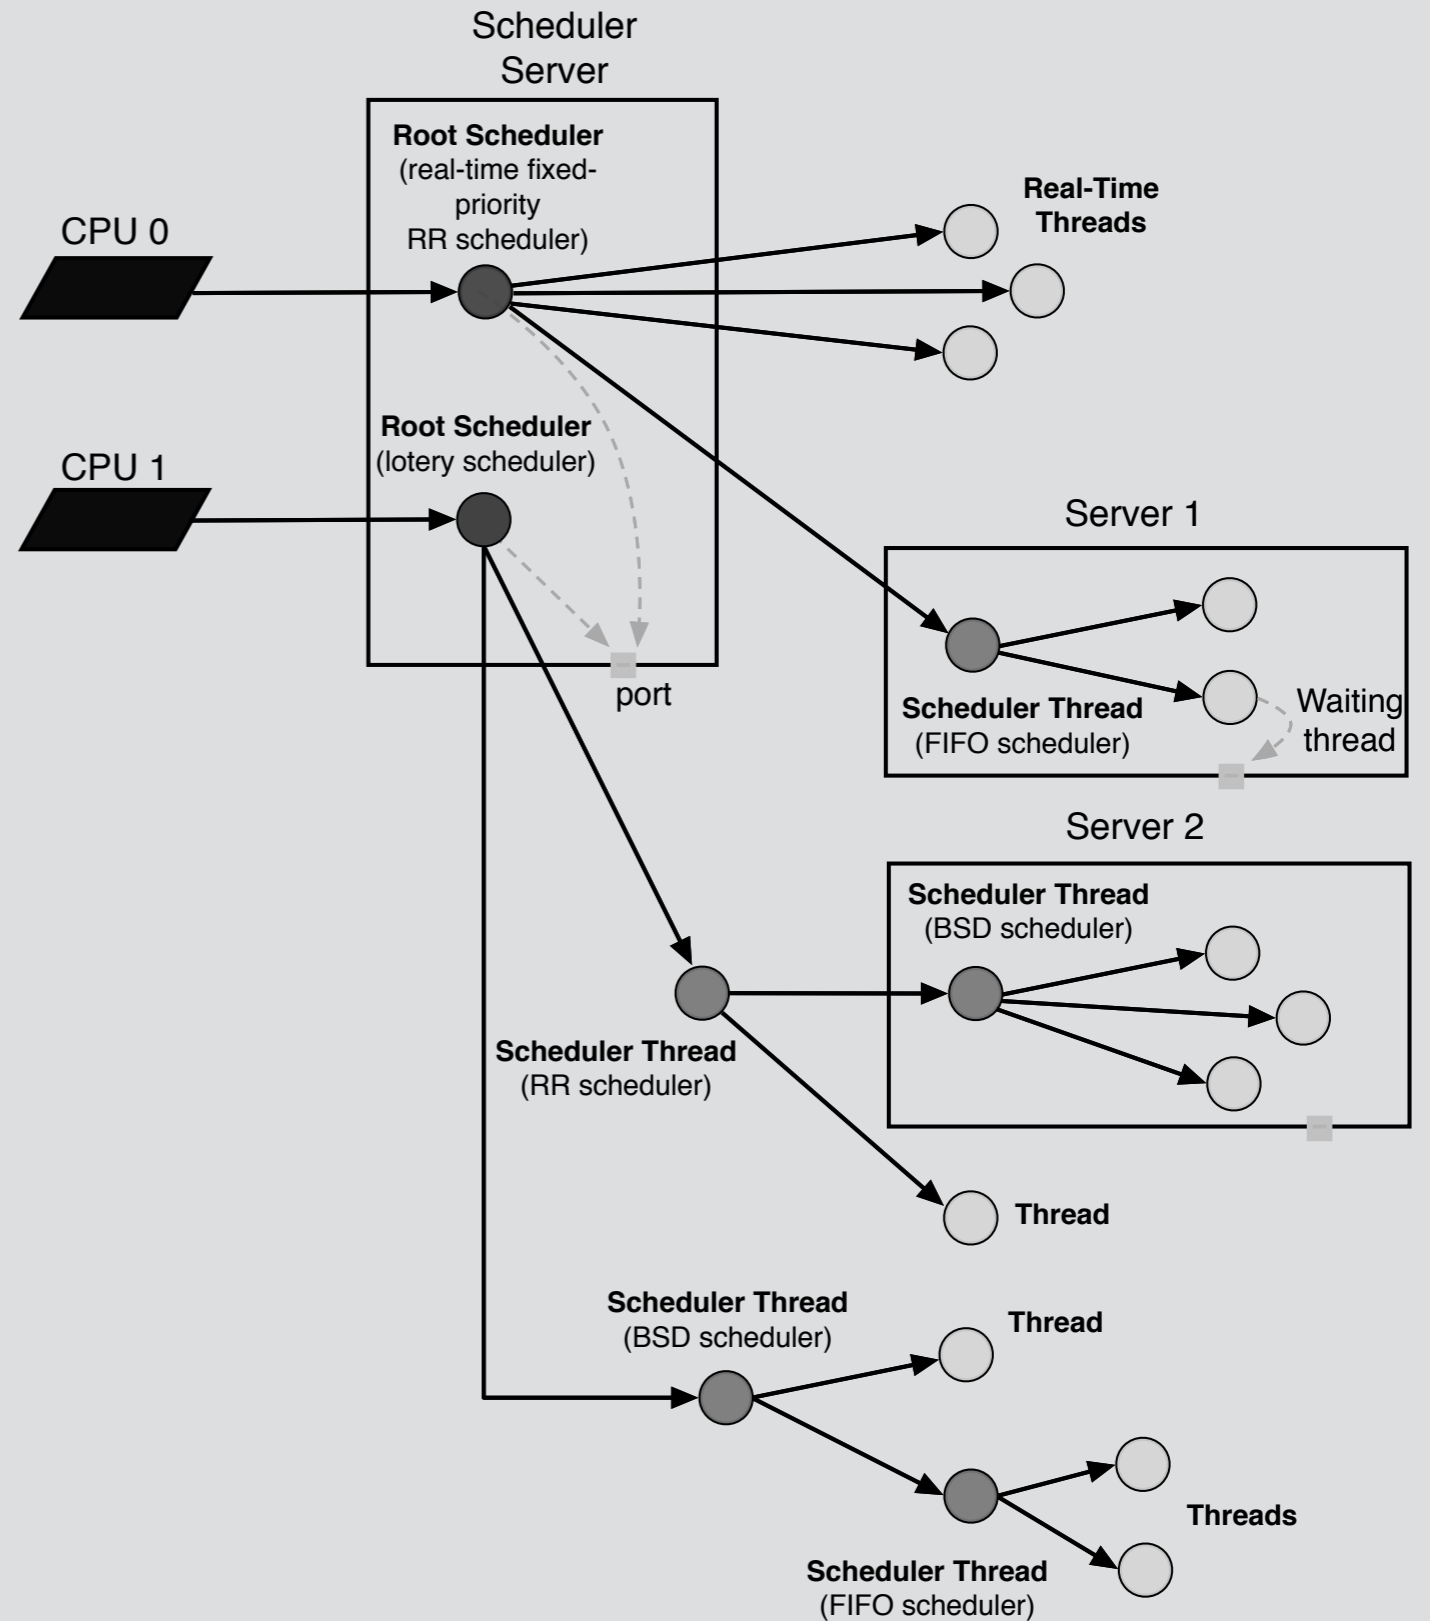 Scheduler
Server
Root Scheduler
(real-time fixed-
priority
RR scheduler)
Real-Time
Threads
CPU 0
Root Scheduler
(lotery scheduler)
CPU 1
Server 1
port
Scheduler Thread
(FIFO scheduler)
Waiting
thread
Server 2
Scheduler Thread
(BSD scheduler)
Scheduler Thread
(RR scheduler)
Thread
Scheduler Thread
(BSD scheduler)
Thread
Threads
Scheduler Thread
(FIFO scheduler)